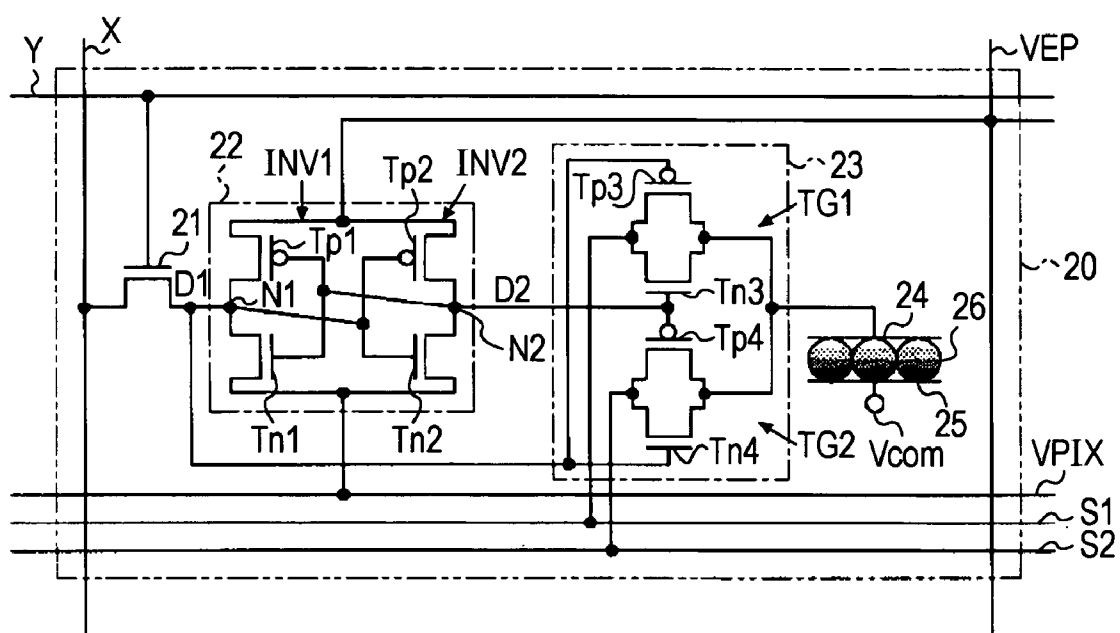 X
Y
VEP
22
INV1
Tp2
INV2
23
Tp3
TG1
21
Tp1
20
D1
N1
D2
Tn3
24
26
Tp4
N2
Tn1
Tn2
Tn4
TG2
25
Vcom
VPIX
S1
S2